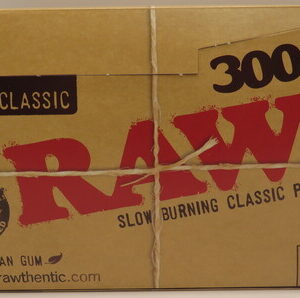 300
CLASSIC
RAW
SLOW BURNING CLASSIC P
AN GUM
rawthentic.com